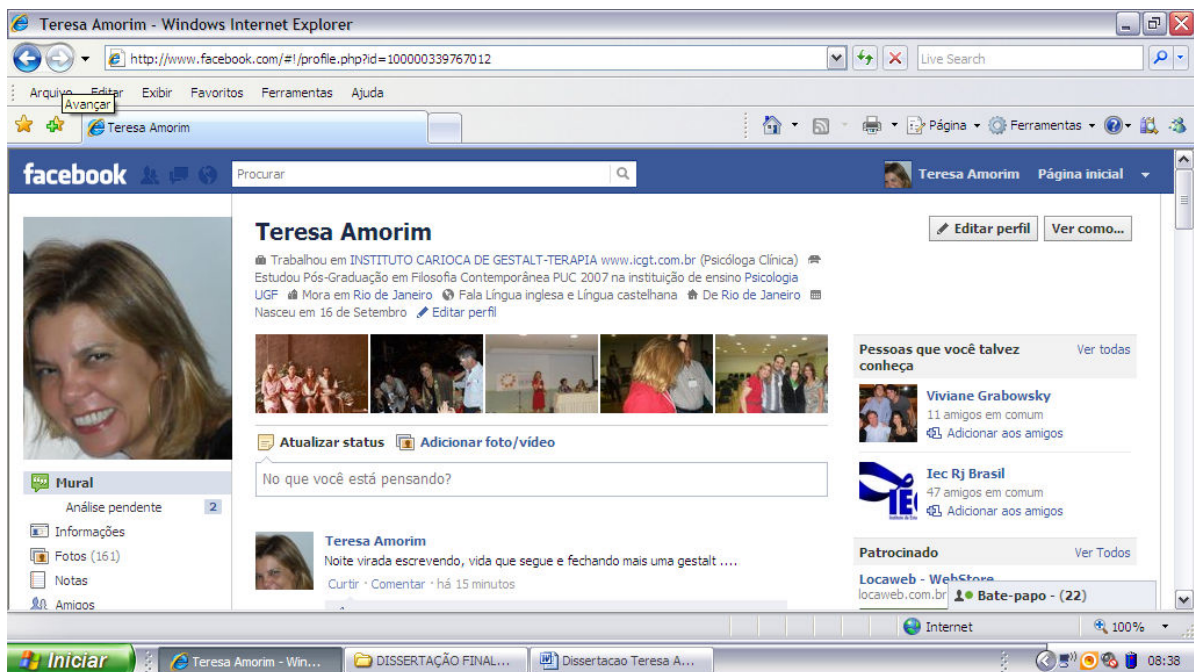 Teresa Amorim - Windows Internet Explorer
http://www.facebook.com/#!/profile.php?id=100000339767012
Live Search
Arquivo Editar Exibir Favoritos Ferramentas Ajuda
Avançar
Teresa Amorim
Página Ferramentas
facebook
Procurar
Teresa Amorim Página inicial
Teresa Amorim
Editar perfil Ver como...
Trabalhou em INSTITUTO CARIOCA DE GESTALT-TERAPIA www.icgt.com.br (Psicóloga Clínica)
Estudou Pós-Graduação em Filosofia Contemporânea PUC 2007 na instituição de ensino Psicologia
UGF Mora em Rio de Janeiro Fala Língua inglesa e Língua castelhana De Rio de Janeiro
Nasceu em 16 de Setembro Editar perfil
Atualizar status Adicionar foto/vídeo
No que você está pensando?
Teresa Amorim
Noite virada escrevendo, vida que segue e fechando mais uma gestalt ....
Curtir · Comentar · há 15 minutos
Mural
Análise pendente 2
Informações
Fotos (161)
Notas
Amigos
Pessoas que você talvez conheça Ver todas
Viviane Grabowsky
11 amigos em comum
Adicionar aos amigos
Iec Rj Brasil
47 amigos em comum
Adicionar aos amigos
Patrocinado Ver Todos
Locaweb - WebStore
locaweb.com.br
Bate-papo - (22)
Internet 100%
Iniciar
Teresa Amorim - Win...
DISSERTAÇÃO FINAL...
Dissertacao Teresa A...
08:38